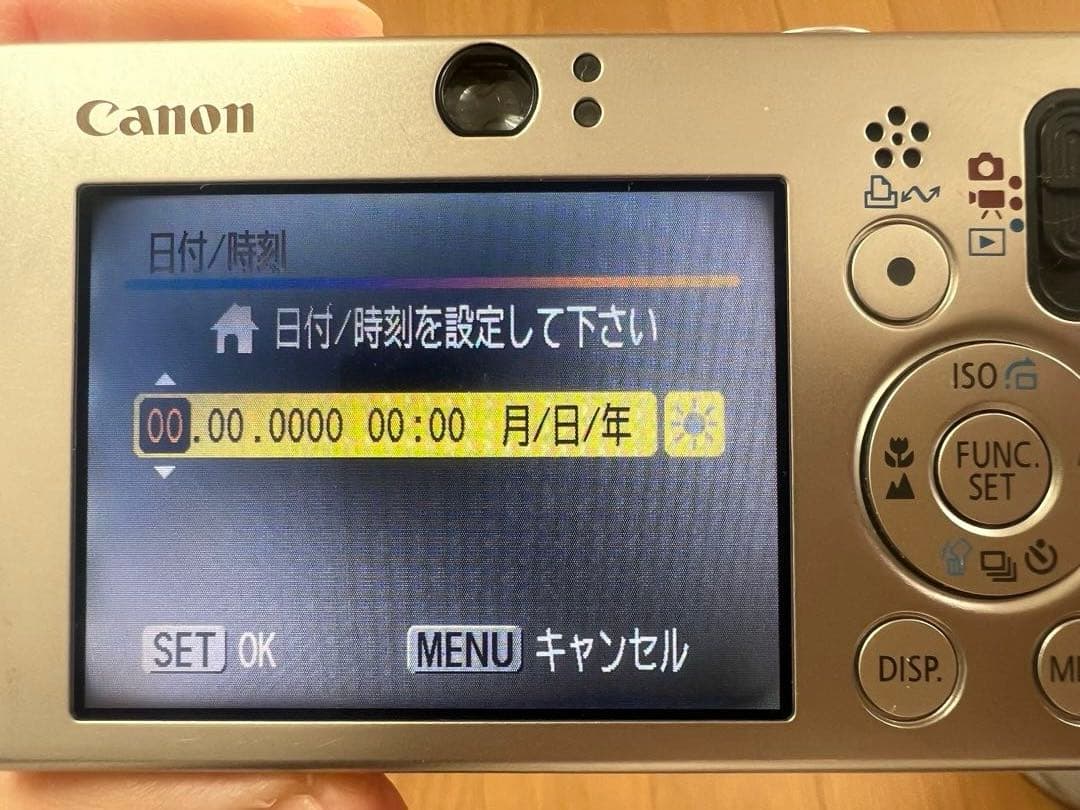 Canon
日付/時刻
日付/時刻を設定して下さい
00.00.0000 00:00 月/日/年
SET OK
MENU キャンセル
ISO
FUNC.
SET
DISP.